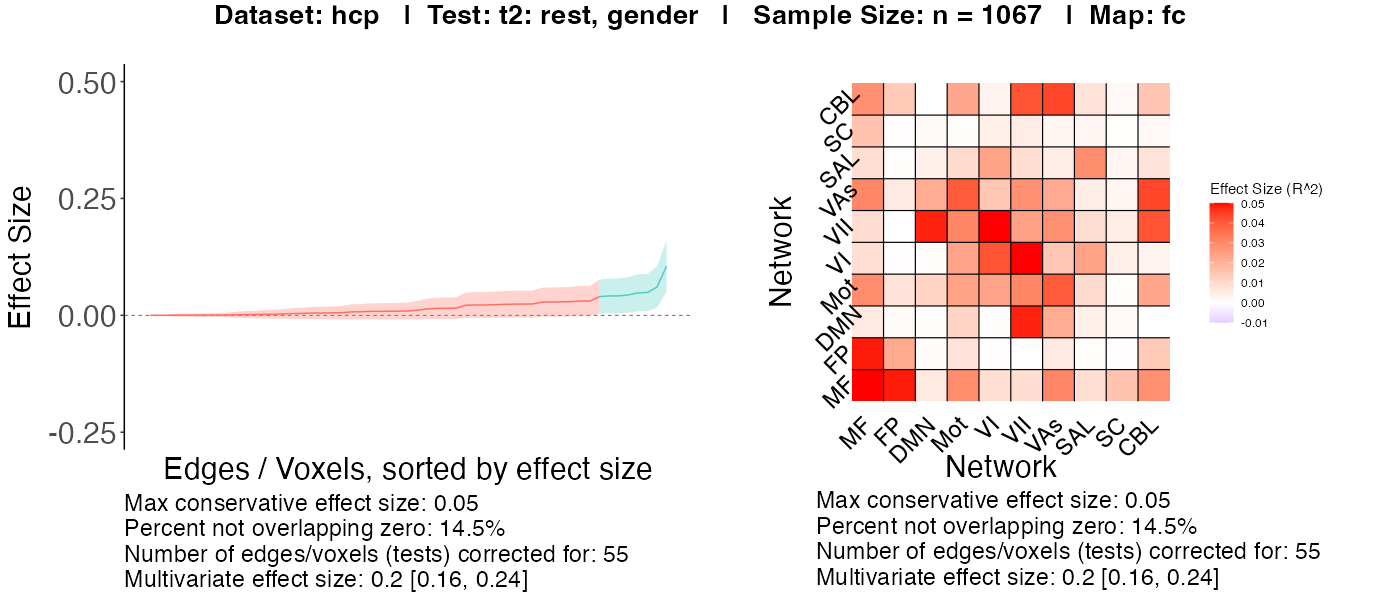 Dataset: hcp | Test: t2: rest, gender | Sample Size: n = 1067 | Map: fc
Effect Size
0.50
0.25
0.00
-0.25
Edges / Voxels, sorted by effect size
Max conservative effect size: 0.05
Percent not overlapping zero: 14.5%
Number of edges/voxels (tests) corrected for: 55
Multivariate effect size: 0.2 [0.16, 0.24]
Network
CBL
SC
SAL
VAs
VII
VI
Mot
DMN
FP
MF
MF FP DMN Mot VI VII VAs SAL SC CBL
Network
Effect Size (R^2)
0.05
0.04
0.03
0.02
0.01
0.00
-0.01
Max conservative effect size: 0.05
Percent not overlapping zero: 14.5%
Number of edges/voxels (tests) corrected for: 55
Multivariate effect size: 0.2 [0.16, 0.24]